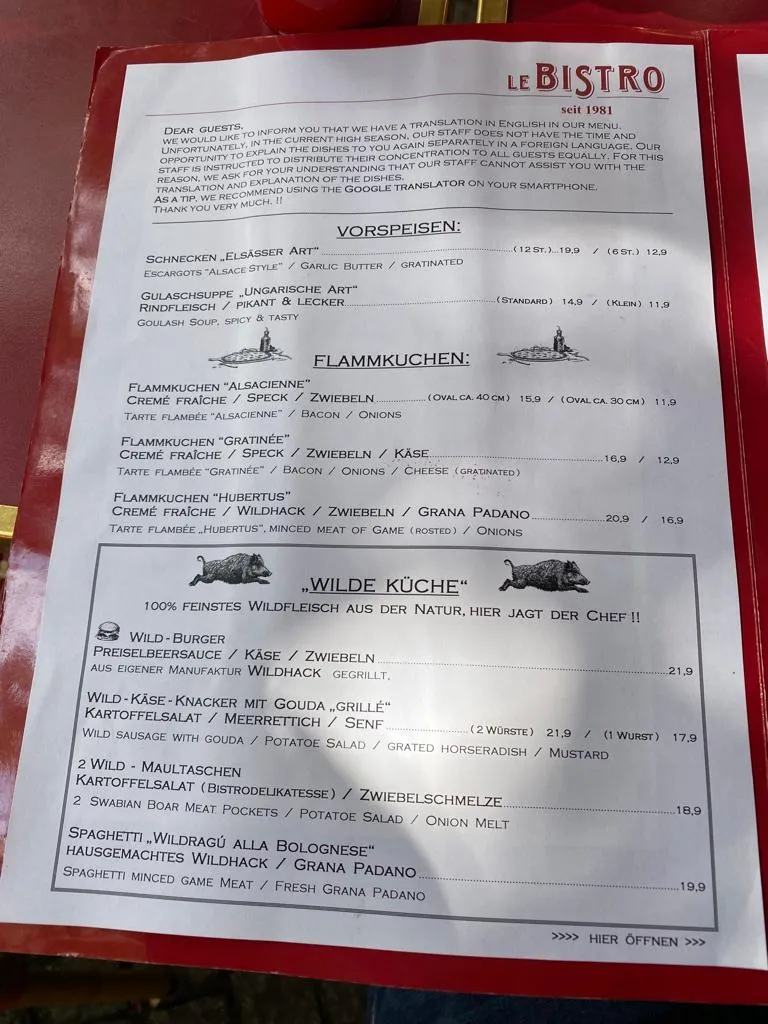 LE BISTRO
seit 1981
DEAR GUESTS,
WE WOULD LIKE TO INFORM YOU THAT WE HAVE A TRANSLATION IN ENGLISH IN OUR MENU.
UNFORTUNATELY, IN THE CURRENT HIGH SEASON, OUR STAFF DOES NOT HAVE THE TIME AND
OPPORTUNITY TO EXPLAIN THE DISHES TO YOU AGAIN SEPARATELY IN A FOREIGN LANGUAGE. OUR
STAFF IS INSTRUCTED TO DISTRIBUTE THEIR CONCENTRATION TO ALL GUESTS EQUALLY. FOR THIS
REASON, WE ASK FOR YOUR UNDERSTANDING THAT OUR STAFF CANNOT ASSIST YOU WITH THE
TRANSLATION AND EXPLANATION OF THE DISHES.
AS A TIP, WE RECOMMEND USING THE GOOGLE TRANSLATOR ON YOUR SMARTPHONE.
THANK YOU VERY MUCH. !!
VORSPEISEN:
SCHNECKEN „ELSÄSSER ART“ (12 ST.)...19,9 / (6 ST.) 12,9
ESCARGOTS “ALSACE STYLE” / GARLIC BUTTER / GRATINATED
GULASCHSUPPE „UNGARISCHE ART“
RINDFLEISCH / PIKANT & LECKER (STANDARD) 14,9 / (KLEIN) 11,9
GOULASH SOUP, SPICY & TASTY
FLAMMKUCHEN:
FLAMMKUCHEN “ALSACIENNE”
CREMÉ FRAÎCHE / SPECK / ZWIEBELN (OVAL CA. 40 CM) 15,9 / (OVAL CA. 30 CM) 11,9
TARTE FLAMBÉE “ALSACIENNE” / BACON / ONIONS
FLAMMKUCHEN “GRATINÉE”
CREMÉ FRAÎCHE / SPECK / ZWIEBELN / KÄSE 16,9 / 12,9
TARTE FLAMBÉE “GRATINÉE” / BACON / ONIONS / CHEESE (GRATINATED)
FLAMMKUCHEN “HUBERTUS”
CREMÉ FRAÎCHE / WILDHACK / ZWIEBELN / GRANA PADANO 20,9 / 16,9
TARTE FLAMBÉE „HUBERTUS“, MINCED MEAT OF GAME (ROSTED) / ONIONS
„WILDE KÜCHE“
100% FEINSTES WILDFLEISCH AUS DER NATUR, HIER JAGT DER CHEF !!
WILD - BURGER
PREISELBEERSAUCE / KÄSE / ZWIEBELN 21,9
AUS EIGENER MANUFAKTUR WILDHACK GEGRILLT,
WILD - KÄSE - KNACKER MIT GOUDA „GRILLÉ“
KARTOFFELSALAT / MEERRETTICH / SENF (2 WÜRSTE) 21,9 / (1 WURST) 17,9
WILD SAUSAGE WITH GOUDA / POTATOE SALAD / GRATED HORSERADISH / MUSTARD
2 WILD - MAULTASCHEN
KARTOFFELSALAT (BISTRODELIKATESSE) / ZWIEBELSCHMELZE 18,9
2 SWABIAN BOAR MEAT POCKETS / POTATOE SALAD / ONION MELT
SPAGHETTI „WILDRAGÚ ALLA BOLOGNESE“
HAUSGEMACHTES WILDHACK / GRANA PADANO 19,9
SPAGHETTI MINCED GAME MEAT / FRESH GRANA PADANO
>>>> HIER ÖFFNEN >>>